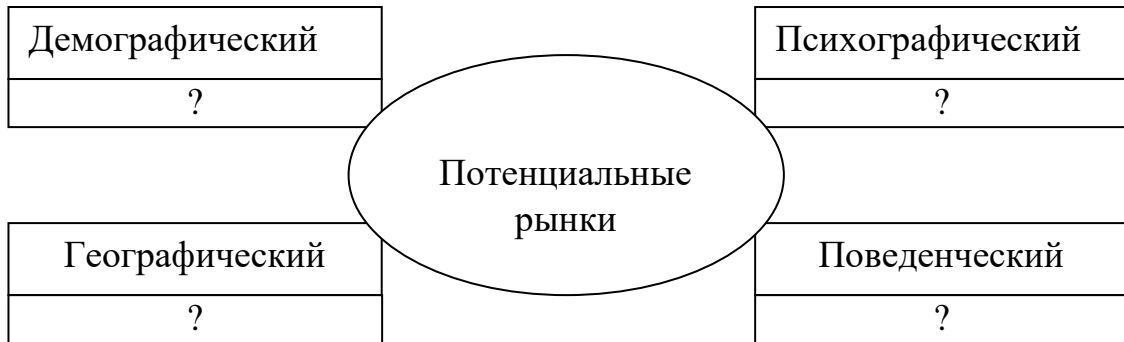 Демографический
?
Психографический
?
Потенциальные
рынки
Географический
?
Поведенческий
?